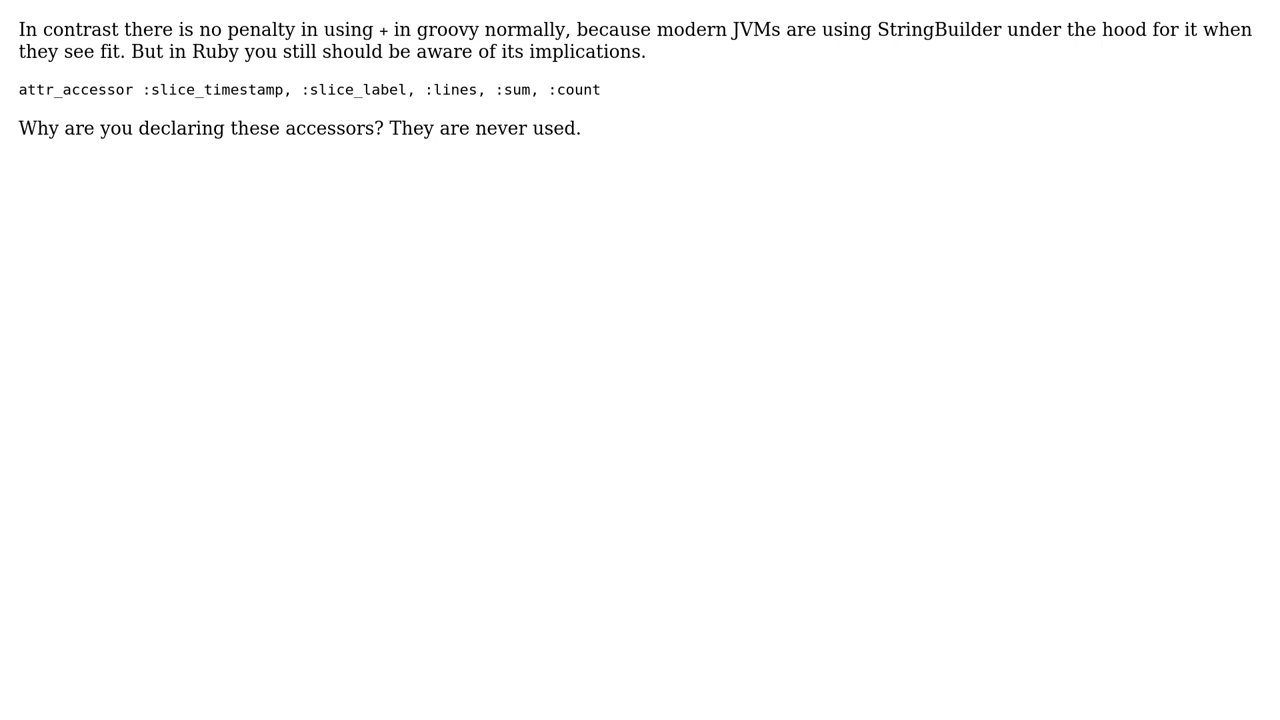 In contrast there is no penalty in using + in groovy normally, because modern JVMs are using StringBuilder under the hood for it when
they see fit. But in Ruby you still should be aware of its implications.
attr_accessor :slice_timestamp, :slice_label, :lines, :sum, :count
Why are you declaring these accessors? They are never used.